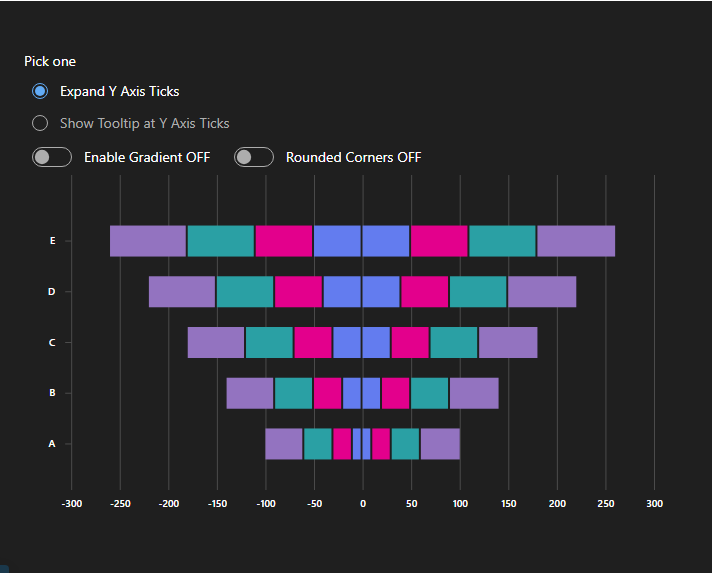 Pick one
Expand Y Axis Ticks
Show Tooltip at Y Axis Ticks
Enable Gradient OFF Rounded Corners OFF
E
D
C
B
A
-300 -250 -200 -150 -100 -50 0 50 100 150 200 250 300